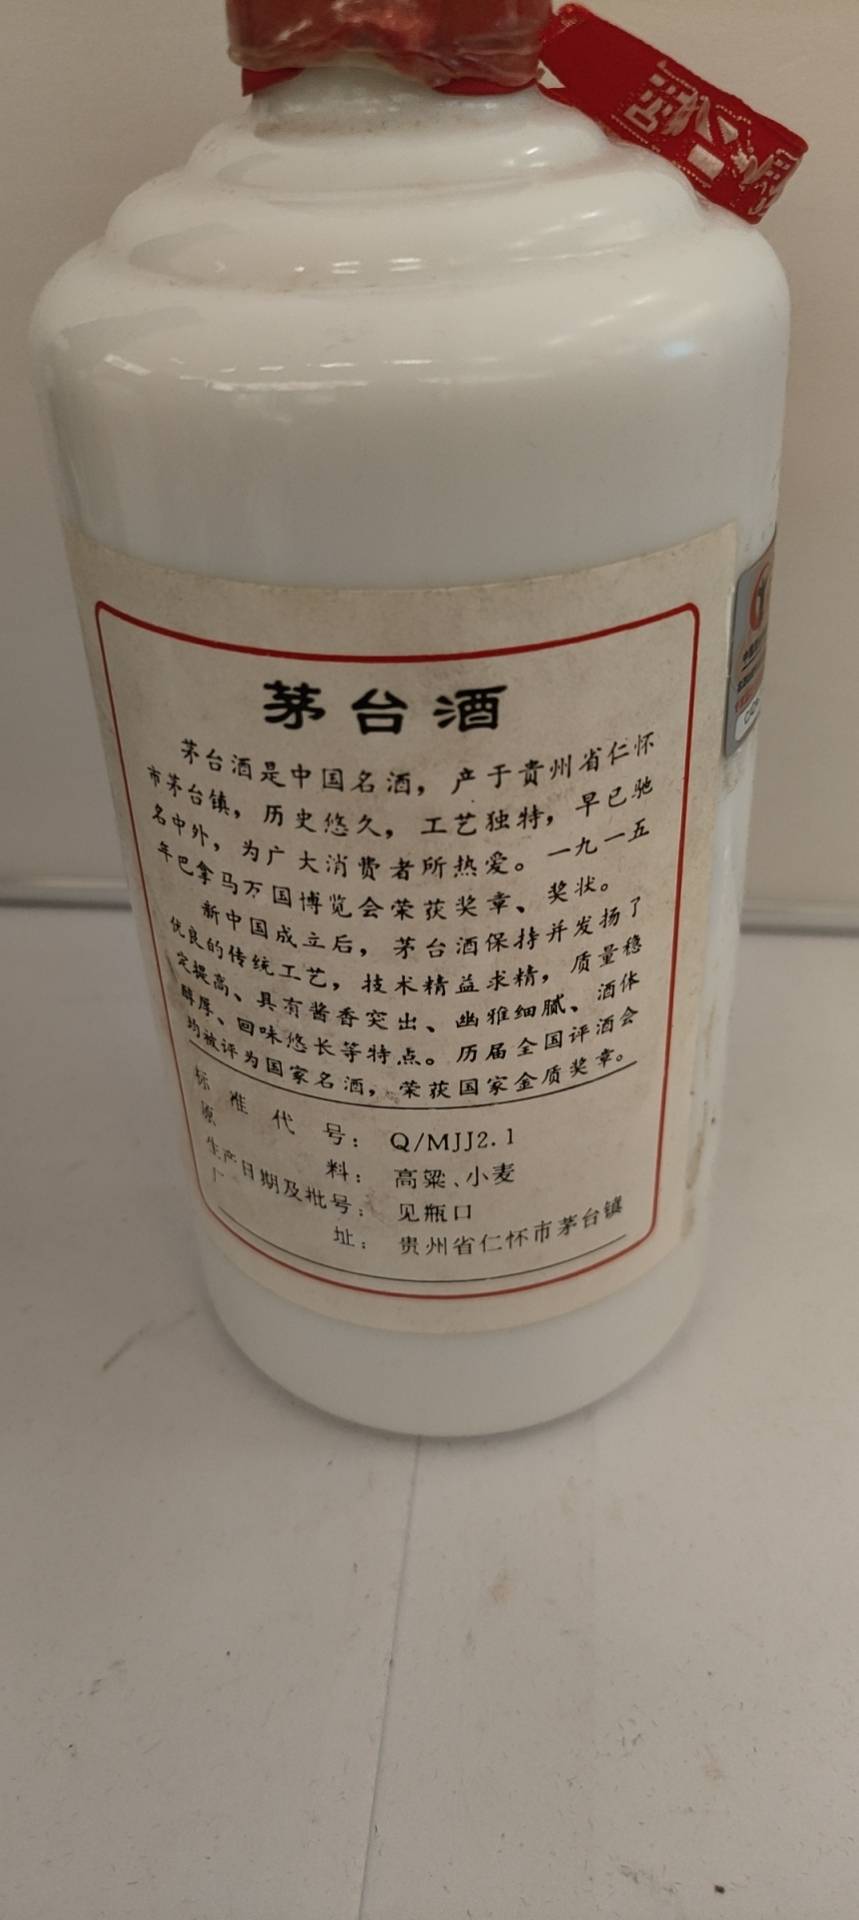 茅台酒
茅台酒是中国名酒，产于贵州省仁怀
市茅台镇，历史悠久，工艺独特，早已驰
名中外，为广大消费者所热爱。一九一五
年巴拿马万国博览会荣获奖章、奖状。
新中国成立后，茅台酒保持并发扬了
优良的传统工艺，技术精益求精，质量稳
定提高、具有酱香突出、幽雅细腻、酒体
醇厚、回味悠长等特点。历届全国评酒会
均被评为国家名酒，荣获国家金质奖章。
标准代号：Q/MJJ2.1
原料：高粱、小麦
生产日期及批号：见瓶口
厂址：贵州省仁怀市茅台镇